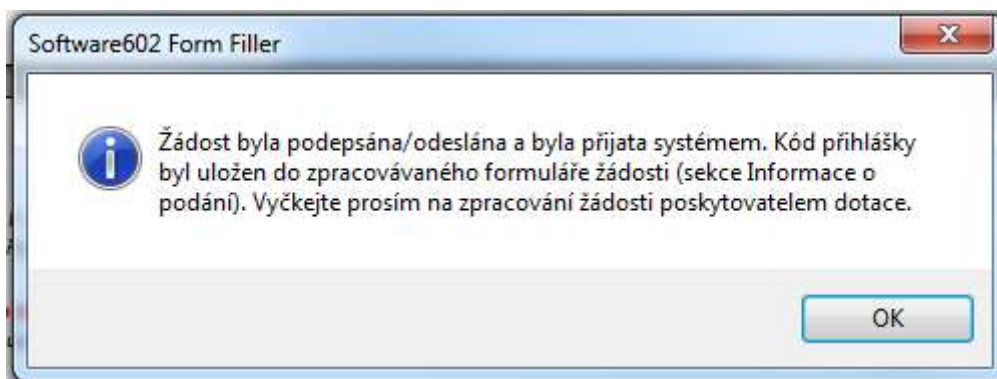 Software602 Form Filler
Žádost byla podepsána/odeslána a byla přijata systémem. Kód přihlášky
byl uložen do zpracovávaného formuláře žádosti (sekce Informace o
podání). Vyčkejte prosím na zpracování žádosti poskytovatelem dotace.
OK